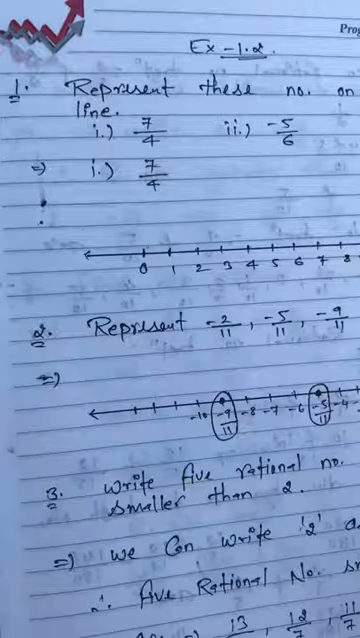 Prog
Ex-1.2.
1. Represent these no. on
line.
i.) 7/4 ii.) -5/6
=> i.) 7/4
0 1 2 3 4 5 6 7 8
2. Represent -2/11, -5/11, -9/11
=>
-10 -9/11 -8 -7 -6 -5/11 -4
3. Write five rational no.
smaller than 2.
=> We Can write '2'
∴ five Rational No.
13/7, 12/7, 11/7